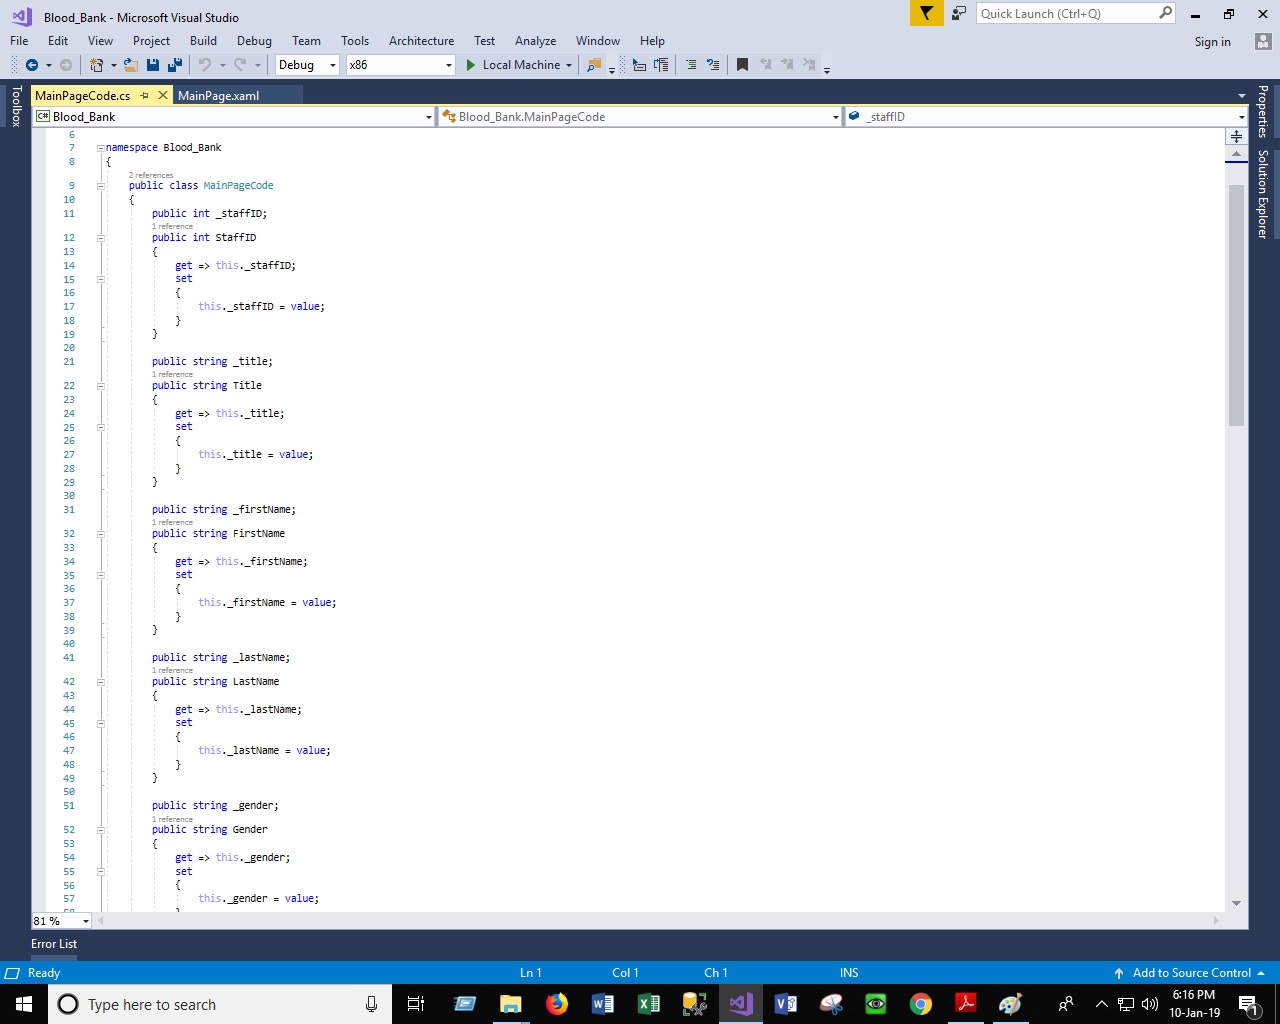 Blood_Bank - Microsoft Visual Studio
Quick Launch (Ctrl+Q)
File Edit View Project Build Debug Team Tools Architecture Test Analyze Window Help
Sign in
Debug x86 Local Machine
Toolbox
MainPageCode.cs MainPage.xaml
Properties
Solution Explorer
C# Blood_Bank Blood_Bank.MainPageCode _staffID
6
7 namespace Blood_Bank
8 {
2 references
9 public class MainPageCode
10 {
11 public int _staffID;
1 reference
12 public int StaffID
13 {
14 get => this._staffID;
15 set
16 {
17 this._staffID = value;
18 }
19 }
20
21 public string _title;
1 reference
22 public string Title
23 {
24 get => this._title;
25 set
26 {
27 this._title = value;
28 }
29 }
30
31 public string _firstName;
1 reference
32 public string FirstName
33 {
34 get => this._firstName;
35 set
36 {
37 this._firstName = value;
38 }
39 }
40
41 public string _lastName;
1 reference
42 public string LastName
43 {
44 get => this._lastName;
45 set
46 {
47 this._lastName = value;
48 }
49 }
50
51 public string _gender;
1 reference
52 public string Gender
53 {
54 get => this._gender;
55 set
56 {
57 this._gender = value;
81 %
Error List
Ready Ln 1 Col 1 Ch 1 INS Add to Source Control
Type here to search
6:16 PM
10-Jan-19
1